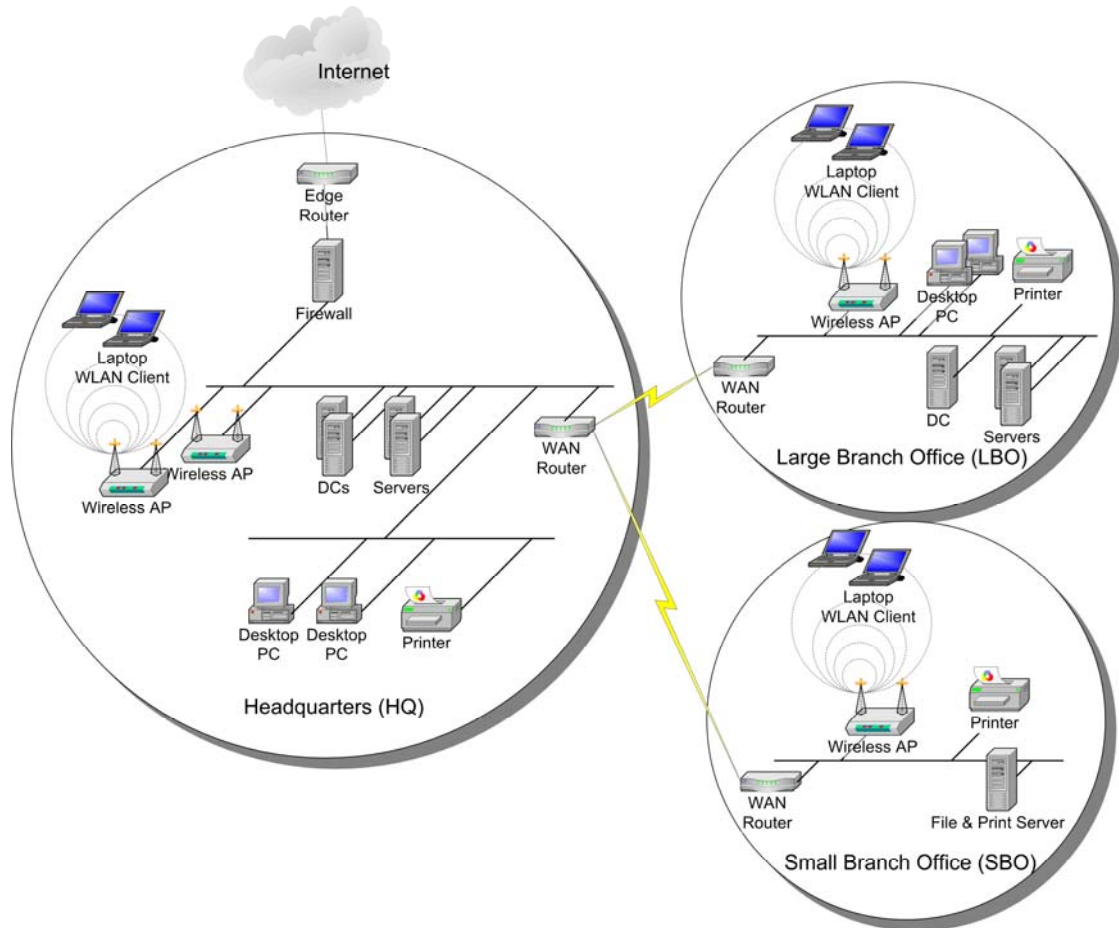 Internet
Edge
Router
Firewall
Laptop
WLAN Client
Wireless AP
Wireless AP
DCs
Servers
WAN
Router
Desktop
PC
Desktop
PC
Printer
Headquarters (HQ)
Laptop
WLAN Client
Wireless AP
Desktop
PC
Printer
WAN
Router
DC
Servers
Large Branch Office (LBO)
Laptop
WLAN Client
Wireless AP
Printer
WAN
Router
File & Print Server
Small Branch Office (SBO)